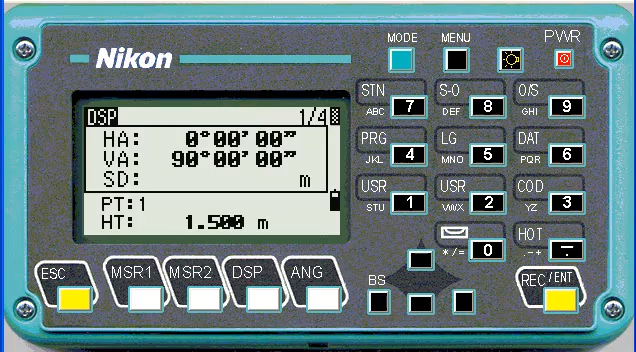 Nikon
MODE MENU PWR
DSP 1/4
HA: 0°00'00"
VA: 90°00'00"
SD: m
PT:1
HT: 1.500 m
STN ABC 7 S-O DEF 8 O/S GHI 9
PRG JKL 4 LG MNO 5 DAT PQR 6
USR STU 1 USR VWX 2 COD YZ 3
*/= 0 HOT .-+ −.
ESC MSR1 MSR2 DSP ANG BS REC/ENT